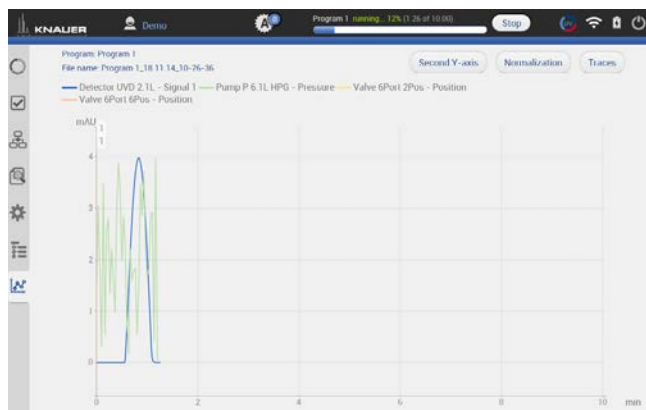 KNAUER
Demo
Program 1 running... 12% (1.26 of 10.00)
Stop
Program: Program 1
File name: Program 1_18.11.14_10-26-36
Second Y-axis
Normalization
Traces
Detector UVD 2.1L - Signal 1 Pump P 6.1L HPG - Pressure Valve 6Port 2Pos - Position
Valve 6Port 6Pos - Position
mAU
1
1
4
3
2
1
0
0 2 4 6 8 10 min